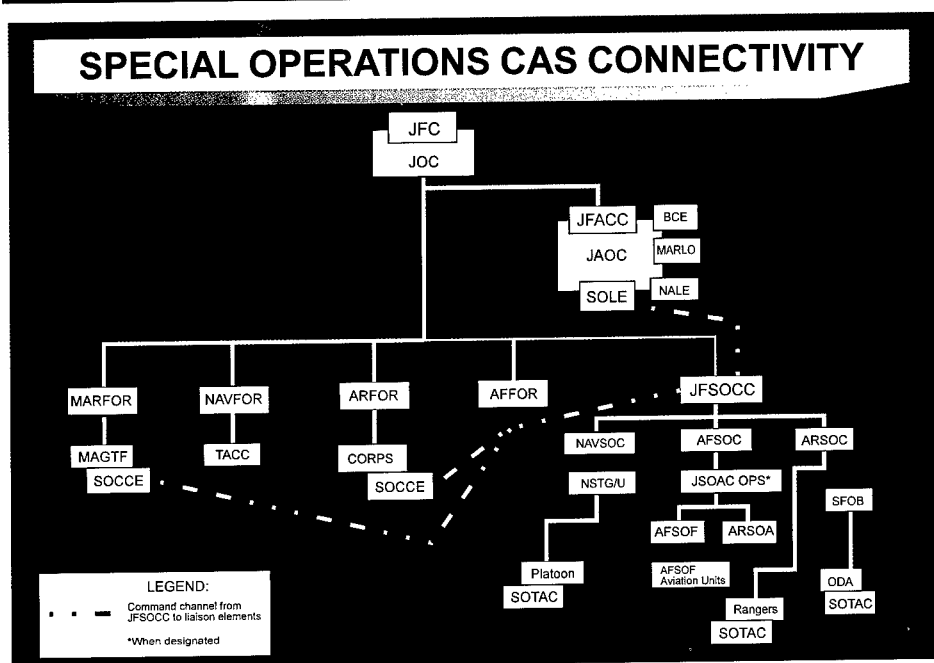 SPECIAL OPERATIONS CAS CONNECTIVITY
JFC
JOC
JFACC
BCE
JAOC
MARLO
SOLE
NALE
MARFOR
NAVFOR
ARFOR
AFFOR
JFSOCC
MAGTF
SOCCE
TACC
CORPS
SOCCE
NAVSOC
AFSOC
ARSOC
NSTG/U
JSOAC OPS*
SFOB
AFSOF
ARSOA
Platoon
SOTAC
AFSOF
Aviation Units
Rangers
SOTAC
ODA
SOTAC
LEGEND:
Command channel from
JFSOCC to liaison elements
*When designated